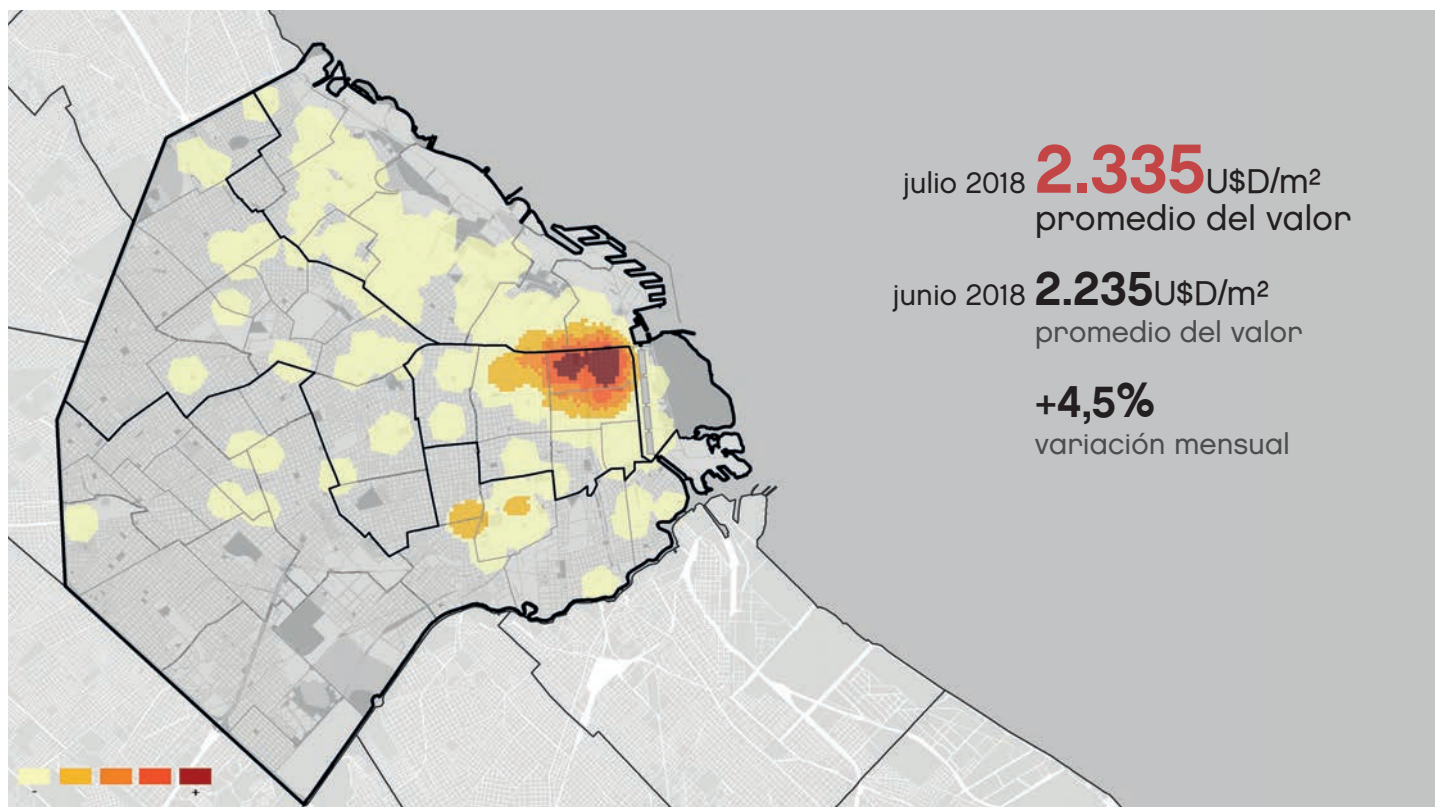 julio 2018 2.335U$D/m²
promedio del valor
junio 2018 2.235U$D/m²
promedio del valor
+4,5%
variación mensual
- +